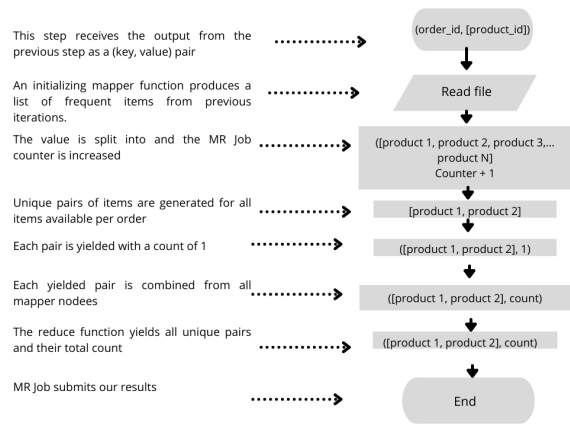 This step receives the output from the
previous step as a (key, value) pair
(order_id, [product_id])
An initializing mapper function produces a
list of frequent items from previous
iterations.
Read file
The value is split into and the MR Job
counter is increased
([product 1, product 2, product 3,...
product N]
Counter + 1
Unique pairs of items are generated for all
items available per order
[product 1, product 2]
Each pair is yielded with a count of 1
([product 1, product 2], 1)
Each yielded pair is combined from all
mapper nodees
([product 1, product 2], count)
The reduce function yields all unique pairs
and their total count
([product 1, product 2], count)
MR Job submits our results
End